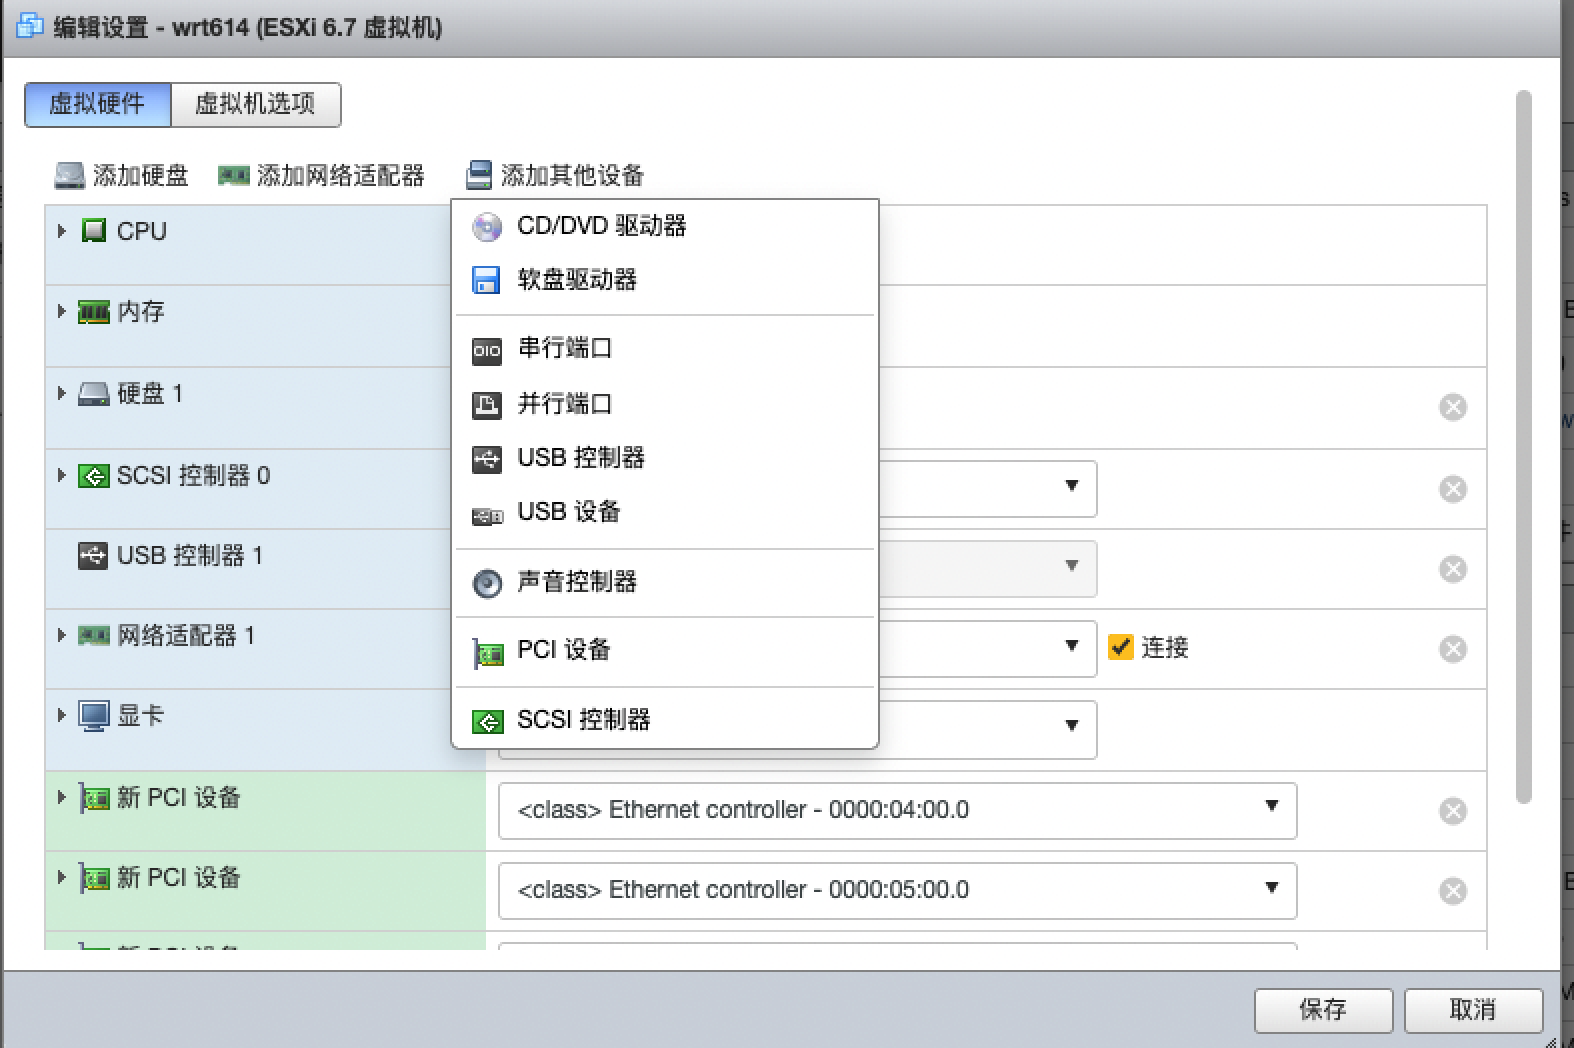 编辑设置 - wrt614 (ESXi 6.7 虚拟机)
虚拟硬件 虚拟机选项
添加硬盘 添加网络适配器 添加其他设备
CPU
内存
硬盘 1
SCSI 控制器 0
USB 控制器 1
网络适配器 1
连接
显卡
CD/DVD 驱动器
软盘驱动器
串行端口
并行端口
USB 控制器
USB 设备
声音控制器
PCI 设备
SCSI 控制器
新 PCI 设备 <class> Ethernet controller - 0000:04:00.0
新 PCI 设备 <class> Ethernet controller - 0000:05:00.0
保存 取消